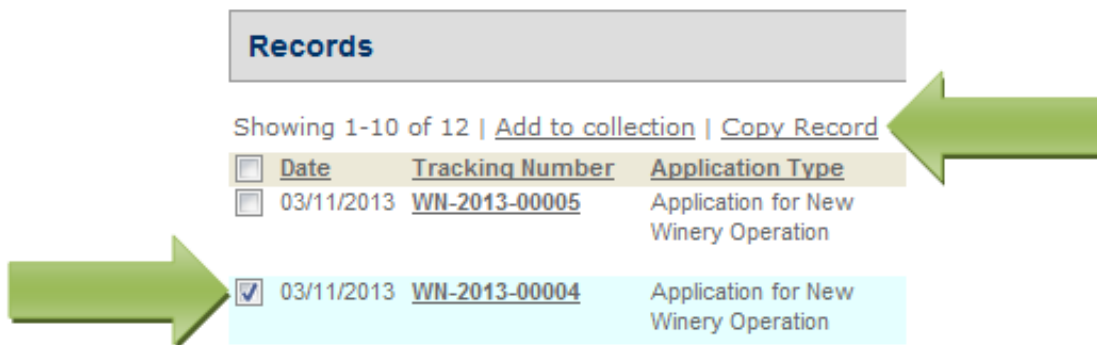 Records
Showing 1-10 of 12 | Add to collection | Copy Record
Date Tracking Number Application Type
03/11/2013 WN-2013-00005 Application for New
Winery Operation
03/11/2013 WN-2013-00004 Application for New
Winery Operation